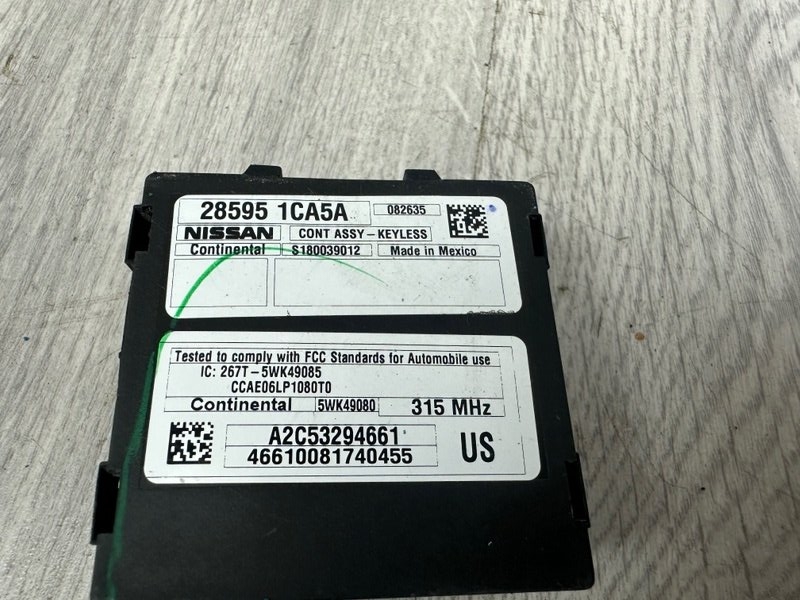 28595 1CA5A 082635
NISSAN CONT ASSY-KEYLESS
Continental S180039012 Made in Mexico
Tested to comply with FCC Standards for Automobile use
IC: 267T-5WK49085
CCAE06LP1080T0
Continental 5WK49080 315 MHz
A2C53294661 US
46610081740455